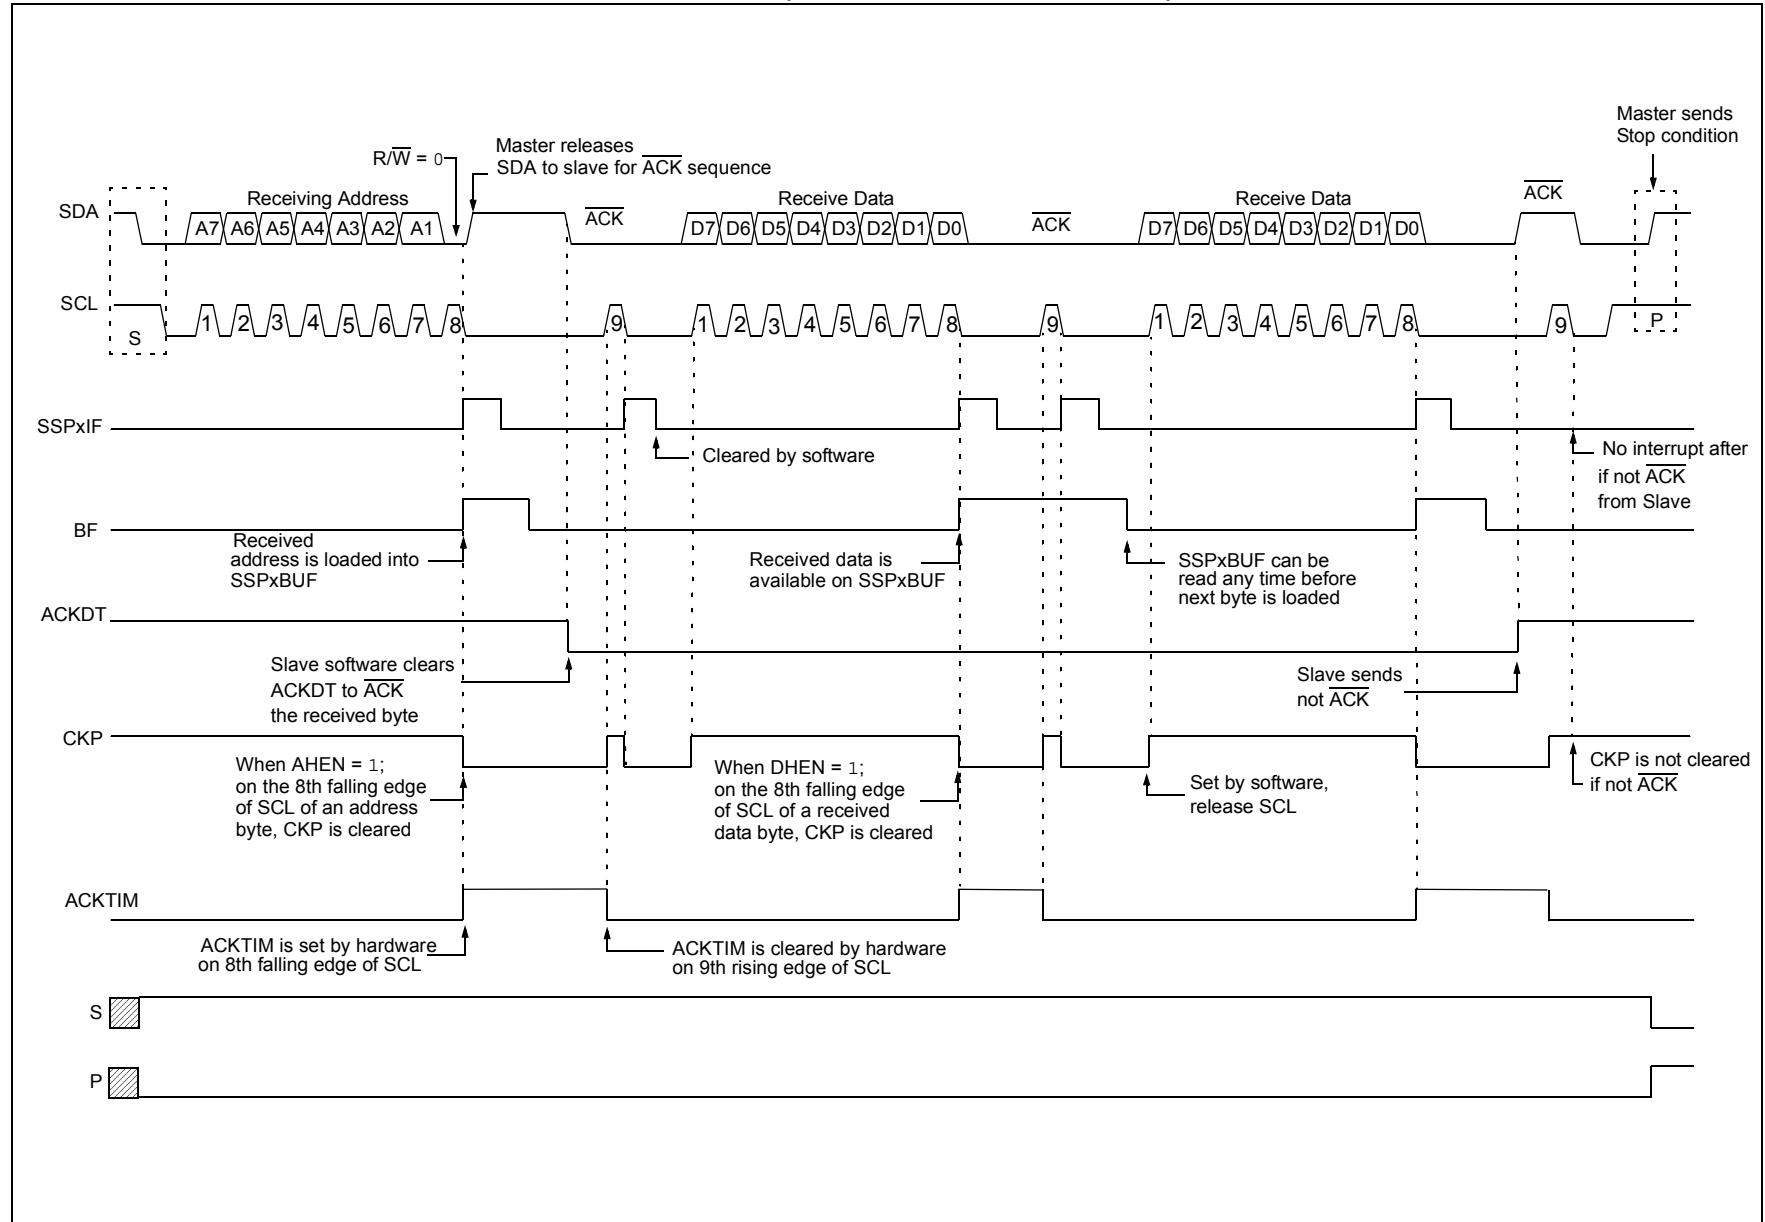 Master sends
Stop condition
R/W̅ = 0
Master releases
SDA to slave for A̅C̅K̅ sequence
SDA
Receiving Address
A7 A6 A5 A4 A3 A2 A1
A̅C̅K̅
Receive Data
D7 D6 D5 D4 D3 D2 D1 D0
A̅C̅K̅
Receive Data
D7 D6 D5 D4 D3 D2 D1 D0
A̅C̅K̅
SCL
S
1 2 3 4 5 6 7 8 9
1 2 3 4 5 6 7 8 9
1 2 3 4 5 6 7 8 9
P
SSPxIF
Cleared by software
No interrupt after
if not A̅C̅K̅
from Slave
BF
Received
address is loaded into
SSPxBUF
Received data is
available on SSPxBUF
SSPxBUF can be
read any time before
next byte is loaded
ACKDT
Slave software clears
ACKDT to A̅C̅K̅
the received byte
Slave sends
not A̅C̅K̅
CKP
When AHEN = 1;
on the 8th falling edge
of SCL of an address
byte, CKP is cleared
When DHEN = 1;
on the 8th falling edge
of SCL of a received
data byte, CKP is cleared
Set by software,
release SCL
CKP is not cleared
if not A̅C̅K̅
ACKTIM
ACKTIM is set by hardware
on 8th falling edge of SCL
ACKTIM is cleared by hardware
on 9th rising edge of SCL
S
P